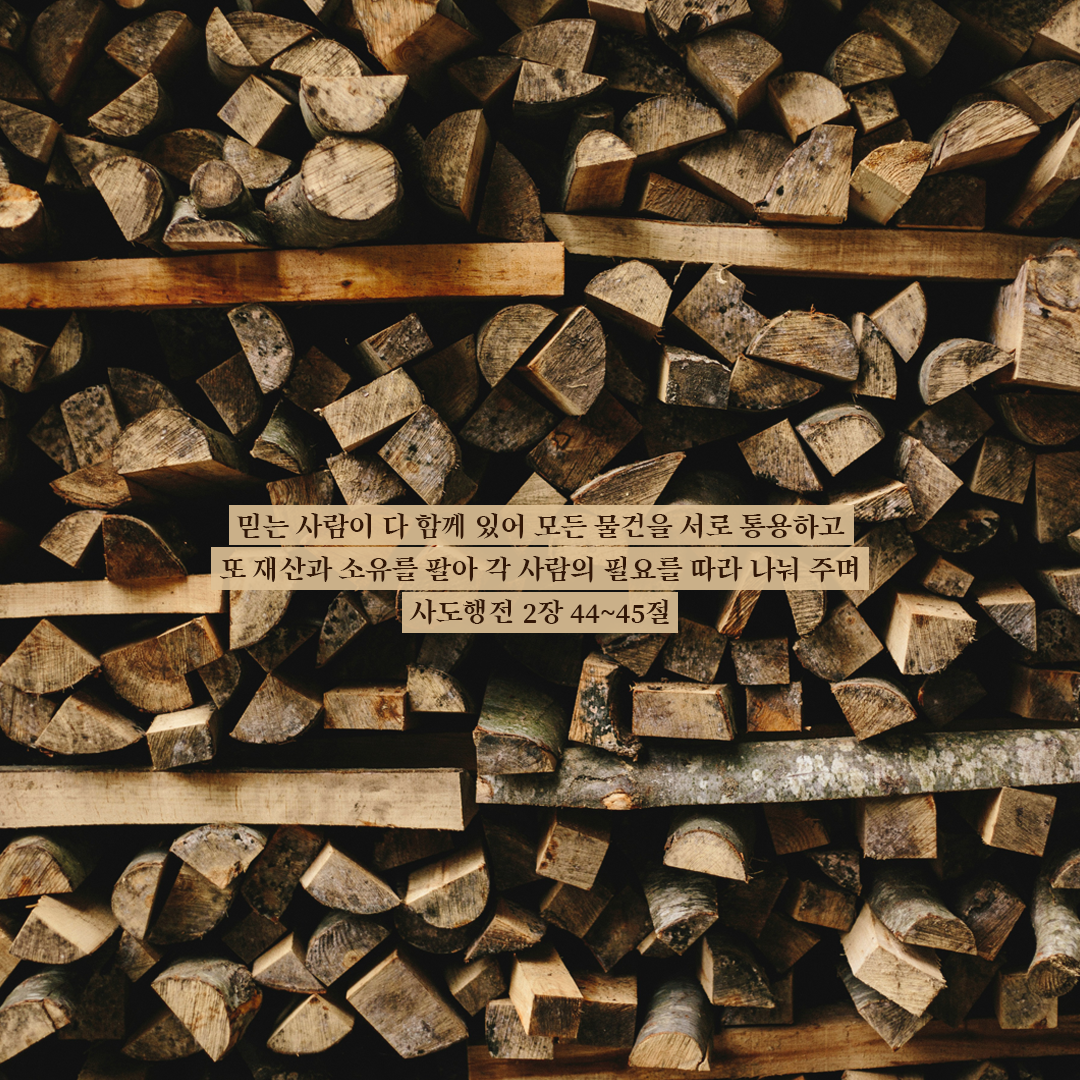 믿는 사람이 다 함께 있어 모든 물건을 서로 통용하고
또 재산과 소유를 팔아 각 사람의 필요를 따라 나눠 주며
사도행전 2장 44~45절